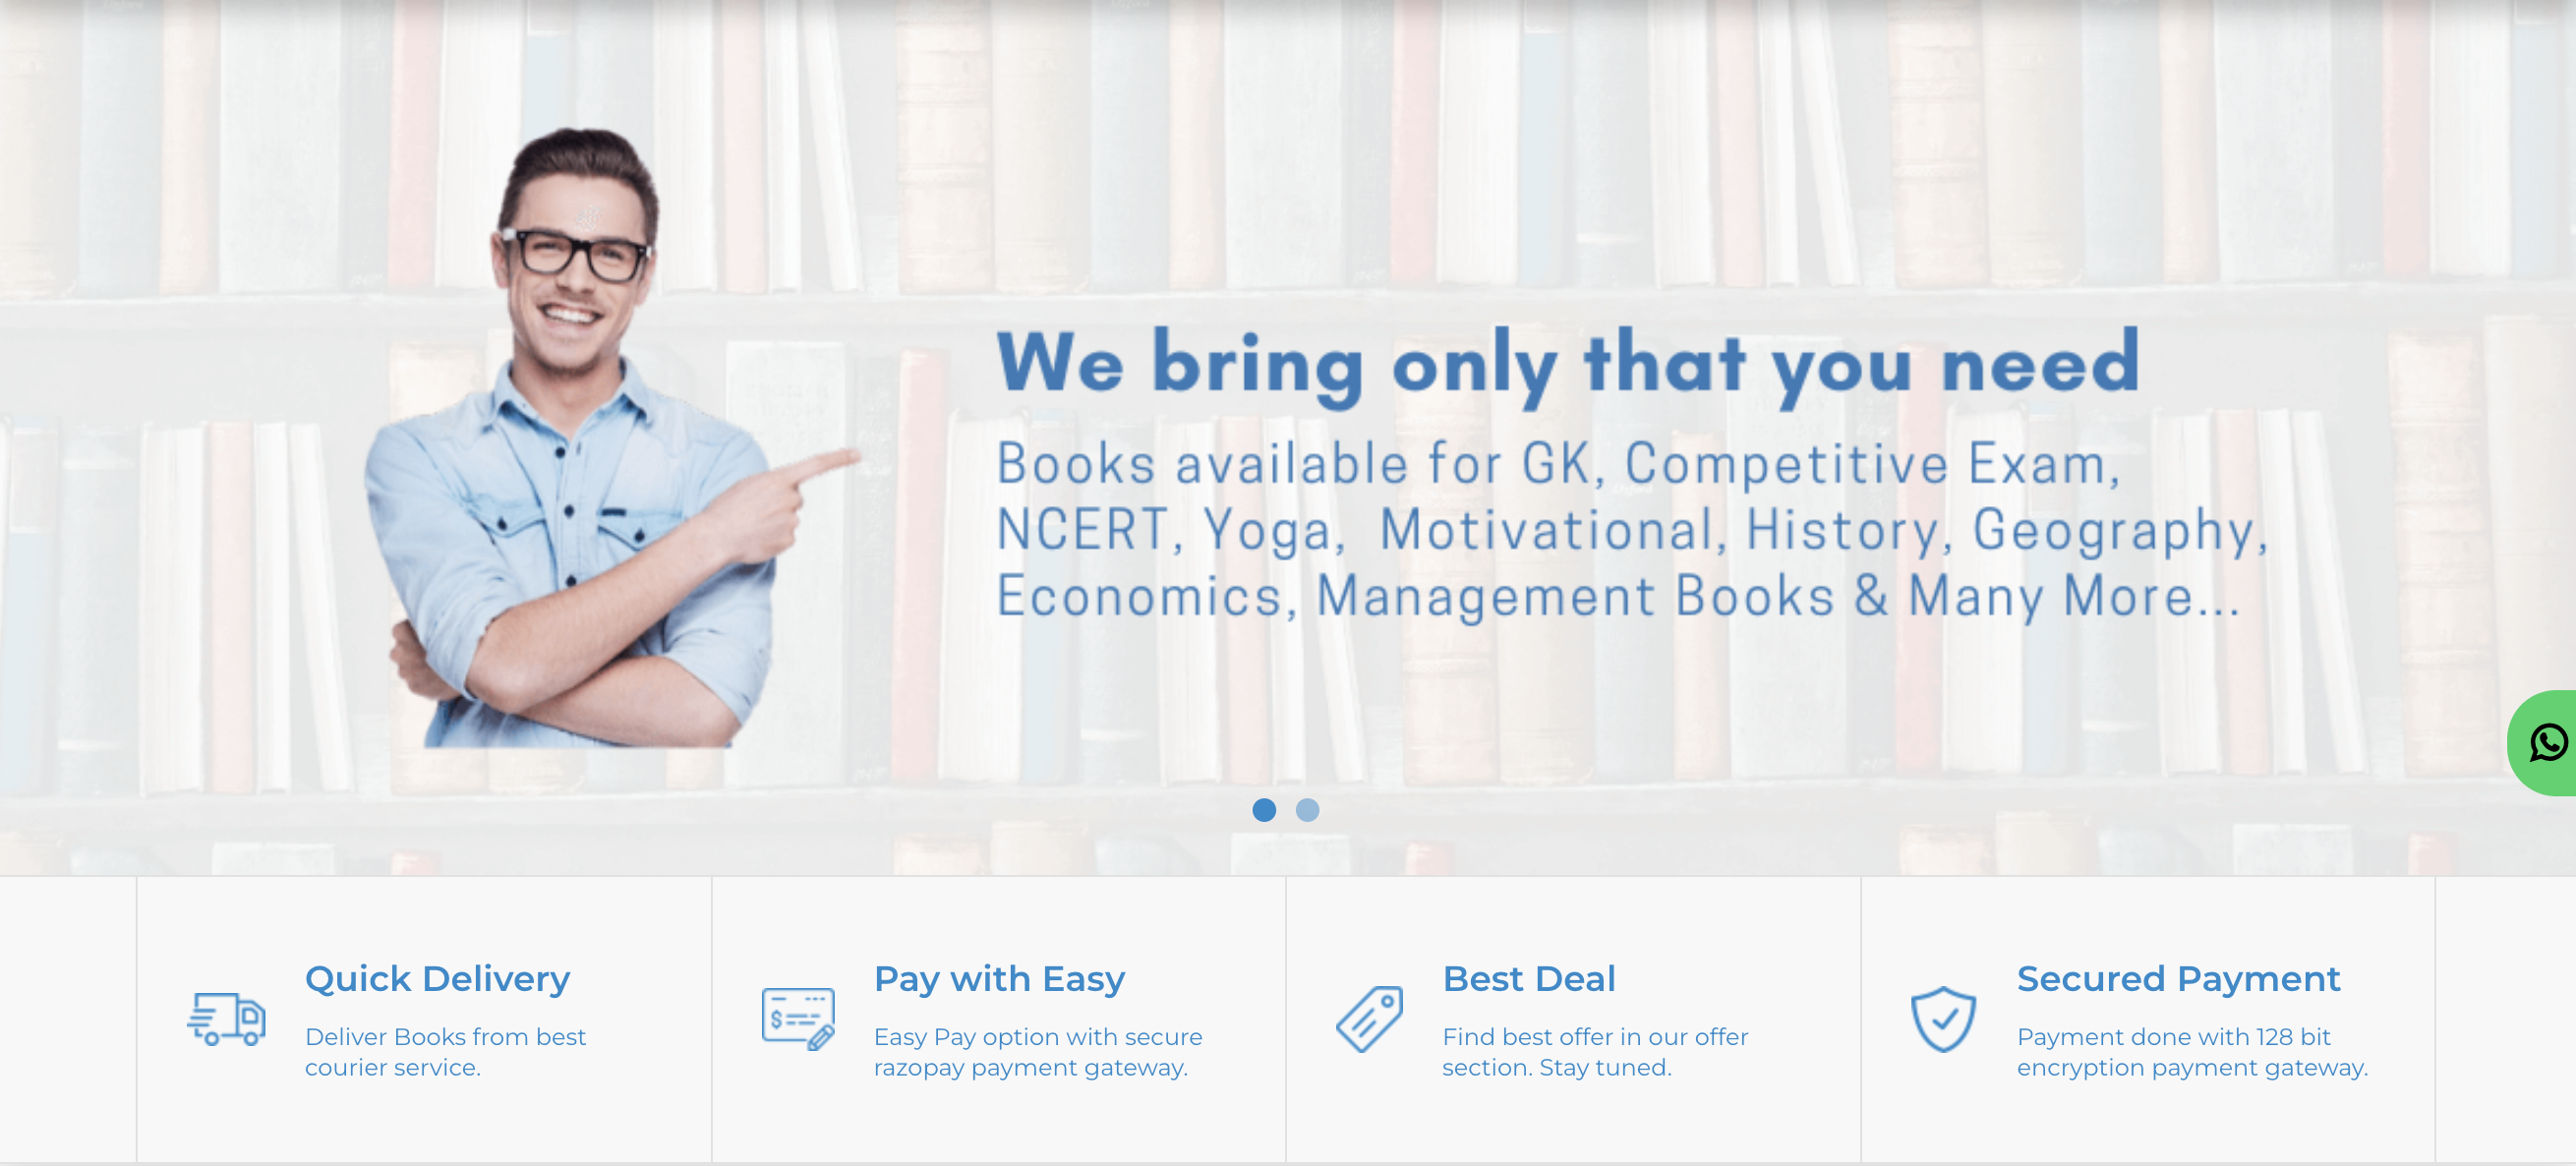 We bring only that you need
Books available for GK, Competitive Exam,
NCERT, Yoga, Motivational, History, Geography,
Economics, Management Books & Many More...
Quick Delivery
Deliver Books from best
courier service.
Pay with Easy
Easy Pay option with secure
razopay payment gateway.
Best Deal
Find best offer in our offer
section. Stay tuned.
Secured Payment
Payment done with 128 bit
encryption payment gateway.